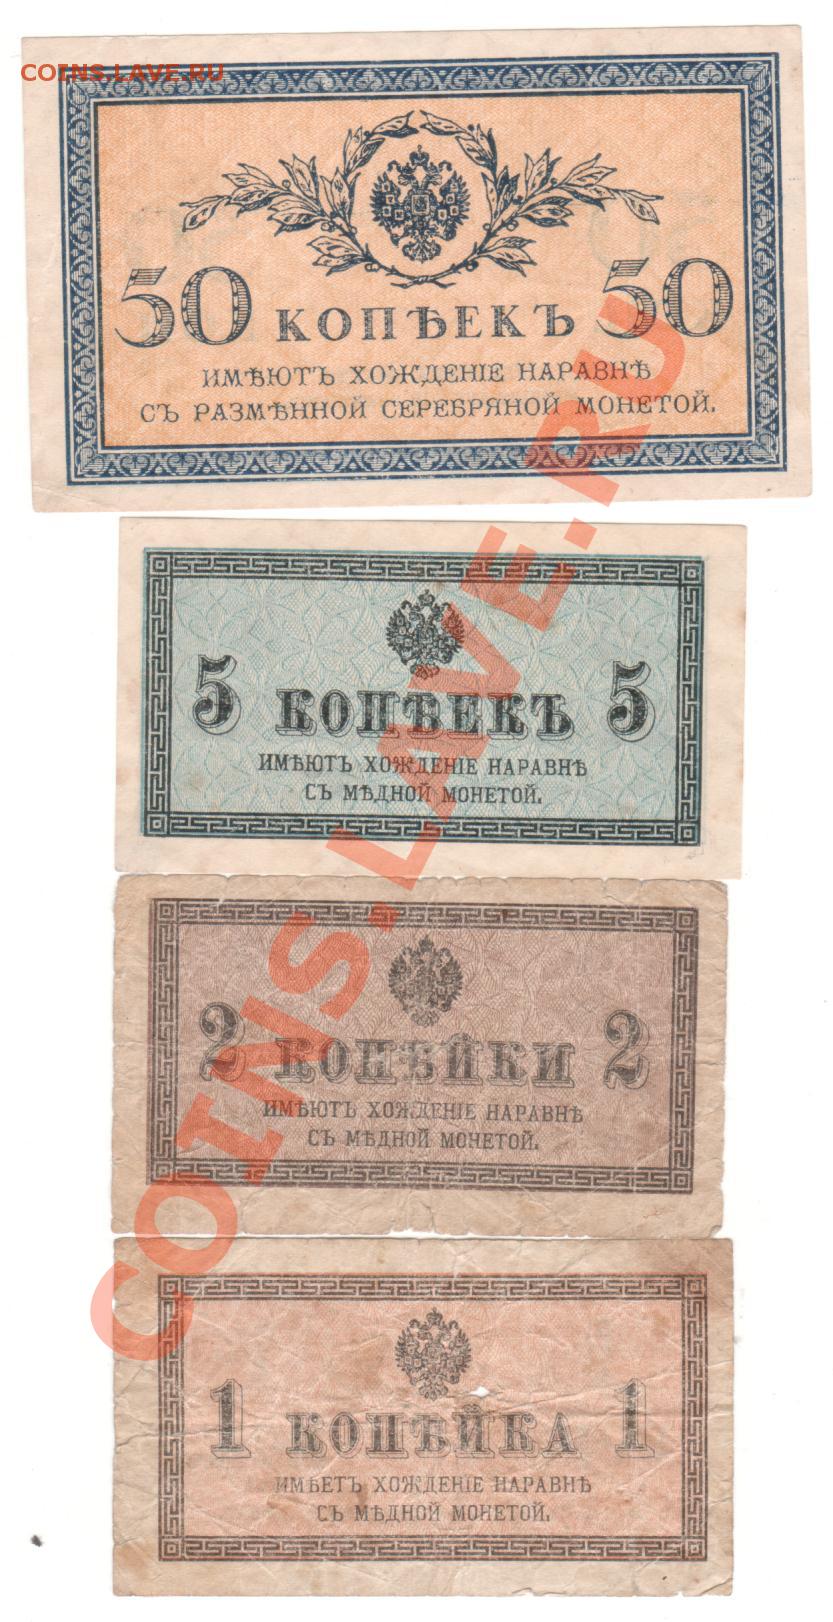 COINS.LAVE.RU
50 КОПѢЕКЪ 50
ИМѢЮТЪ ХОЖДЕНІЕ НАРАВНѢ
СЪ РАЗМѢННОЙ СЕРЕБРЯНОЙ МОНЕТОЙ.
5 КОПѢЕКЪ 5
ИМѢЮТЪ ХОЖДЕНІЕ НАРАВНѢ
СЪ МѢДНОЙ МОНЕТОЙ.
2 КОПѢЙКИ 2
ИМѢЮТЪ ХОЖДЕНІЕ НАРАВНѢ
СЪ МѢДНОЙ МОНЕТОЙ.
1 КОПѢЙКА 1
ИМѢЕТЪ ХОЖДЕНІЕ НАРАВНѢ
СЪ МѢДНОЙ МОНЕТОЙ.
COINS.LAVE.RU